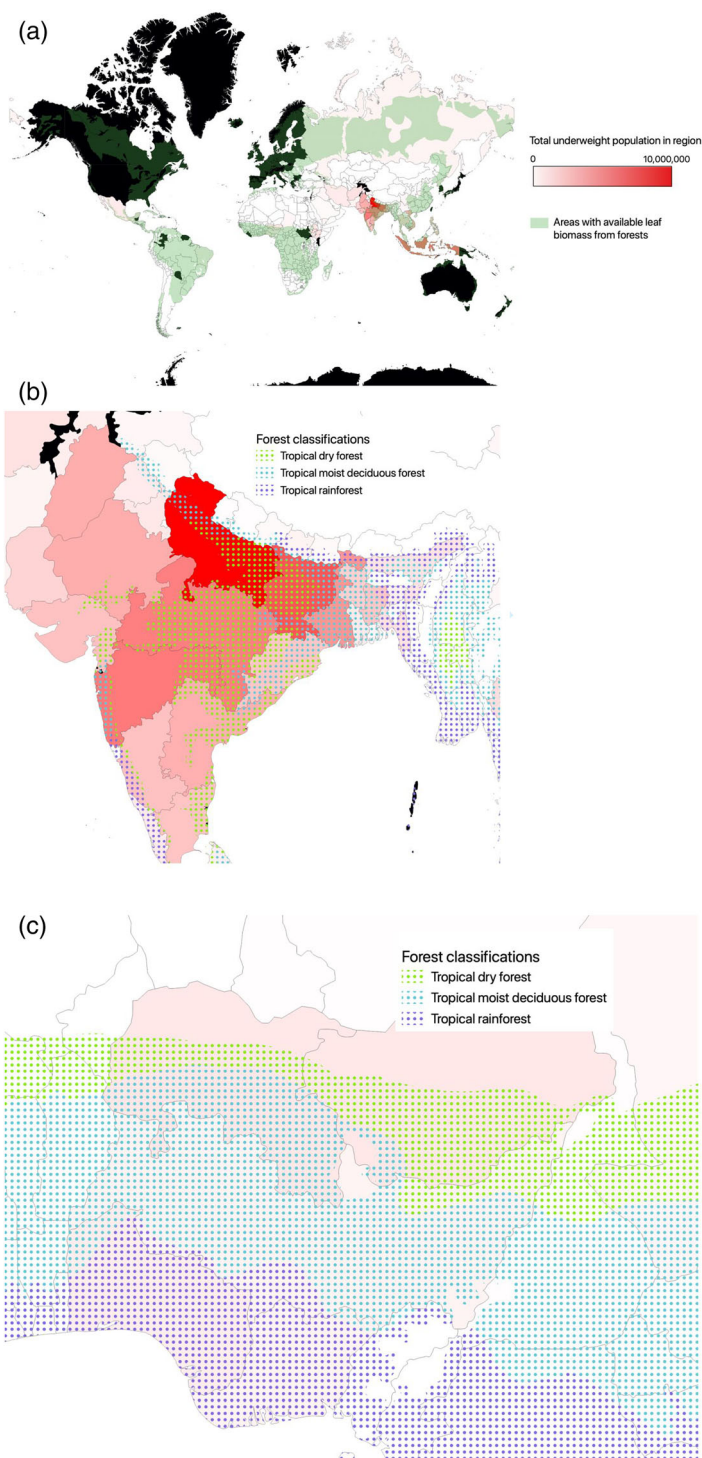 (a)
Total underweight population in region
0 10,000,000
Areas with available leaf
biomass from forests
(b)
Forest classifications
Tropical dry forest
Tropical moist deciduous forest
Tropical rainforest
(c)
Forest classifications
Tropical dry forest
Tropical moist deciduous forest
Tropical rainforest